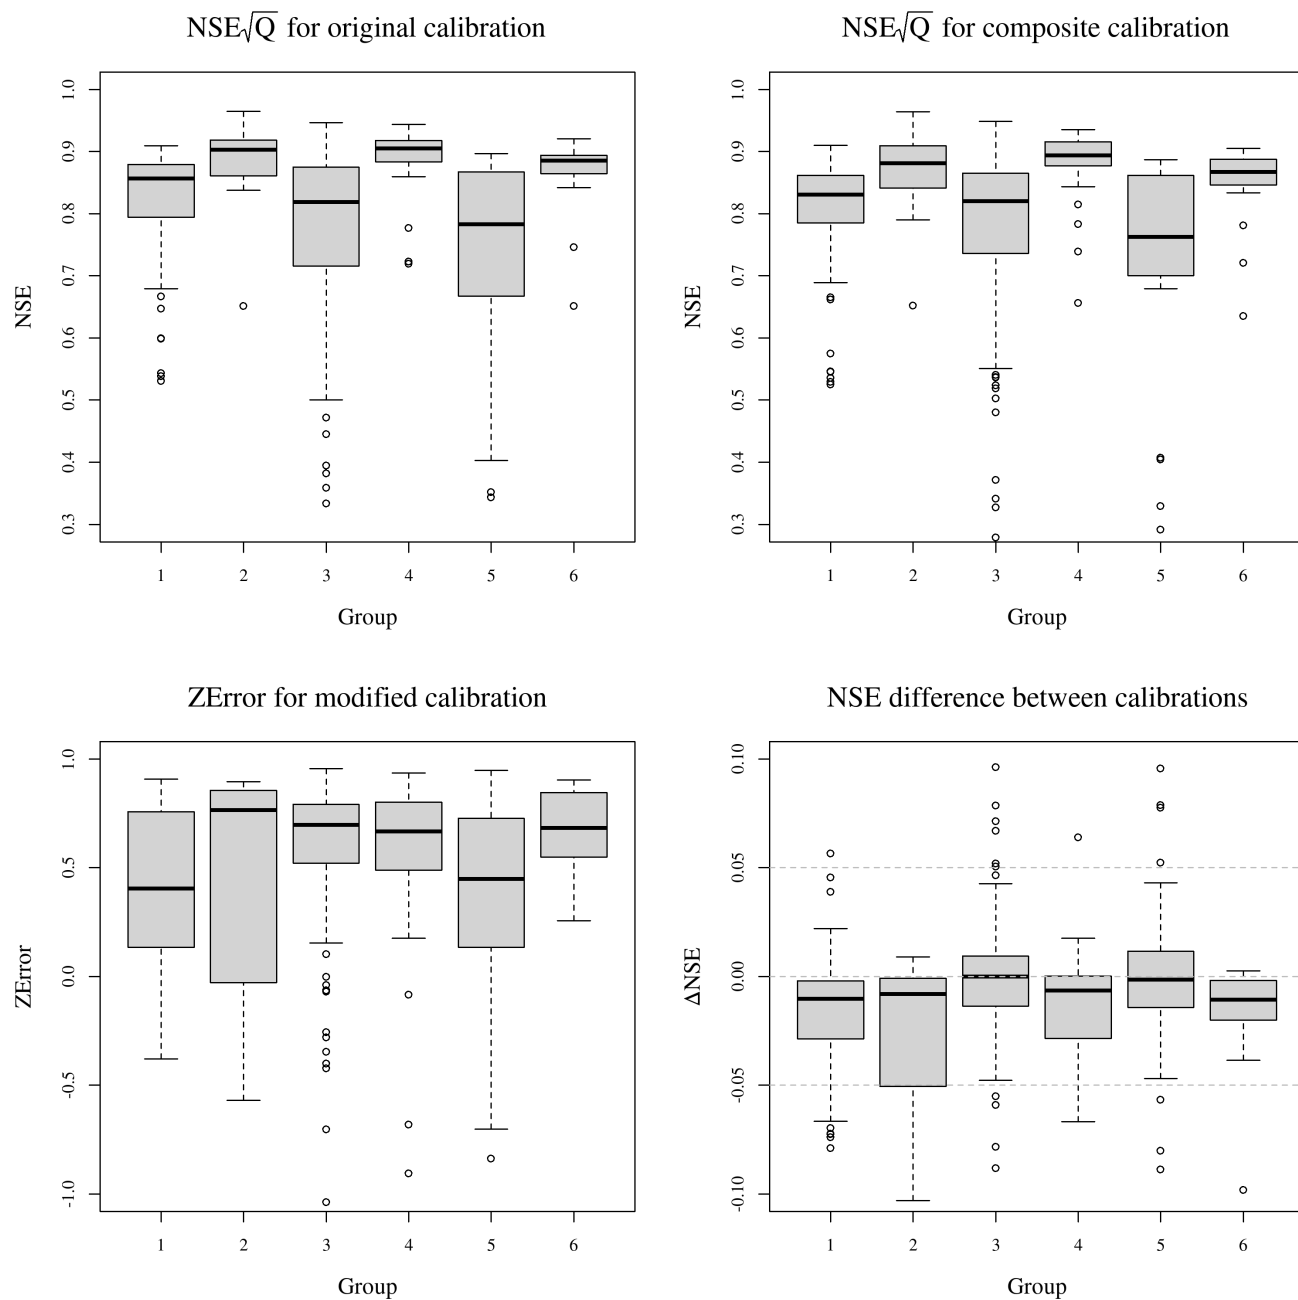 NSE√Q for original calibration
1.0
0.9
0.8
0.7
0.6
0.5
0.4
0.3
NSE
1 2 3 4 5 6
Group
NSE√Q for composite calibration
1.0
0.9
0.8
0.7
0.6
0.5
0.4
0.3
NSE
1 2 3 4 5 6
Group
ZError for modified calibration
1.0
0.5
0.0
-0.5
-1.0
ZError
1 2 3 4 5 6
Group
NSE difference between calibrations
0.10
0.05
0.00
-0.05
-0.10
ΔNSE
1 2 3 4 5 6
Group